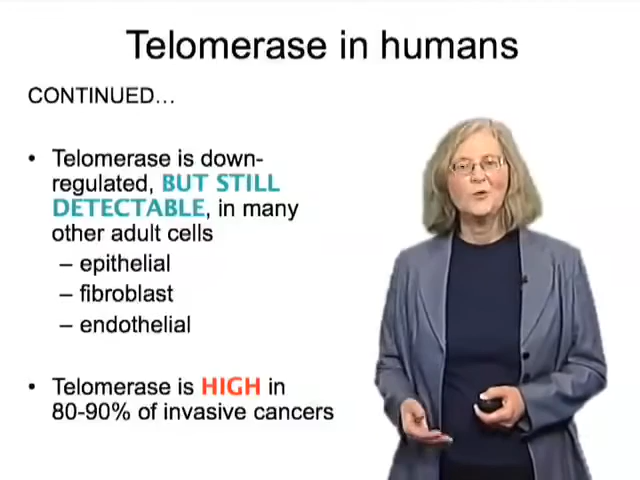 Telomerase in humans
CONTINUED…
• Telomerase is down-
regulated, BUT STILL
DETECTABLE, in many
other adult cells
– epithelial
– fibroblast
– endothelial
• Telomerase is HIGH in
80-90% of invasive cancers